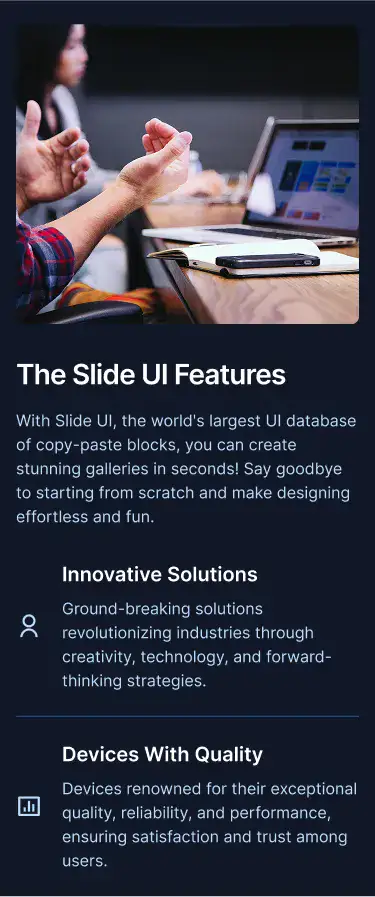 The Slide UI Features
With Slide UI, the world's largest UI database
of copy-paste blocks, you can create
stunning galleries in seconds! Say goodbye
to starting from scratch and make designing
effortless and fun.
Innovative Solutions
Ground-breaking solutions
revolutionizing industries through
creativity, technology, and forward-
thinking strategies.
Devices With Quality
Devices renowned for their exceptional
quality, reliability, and performance,
ensuring satisfaction and trust among
users.